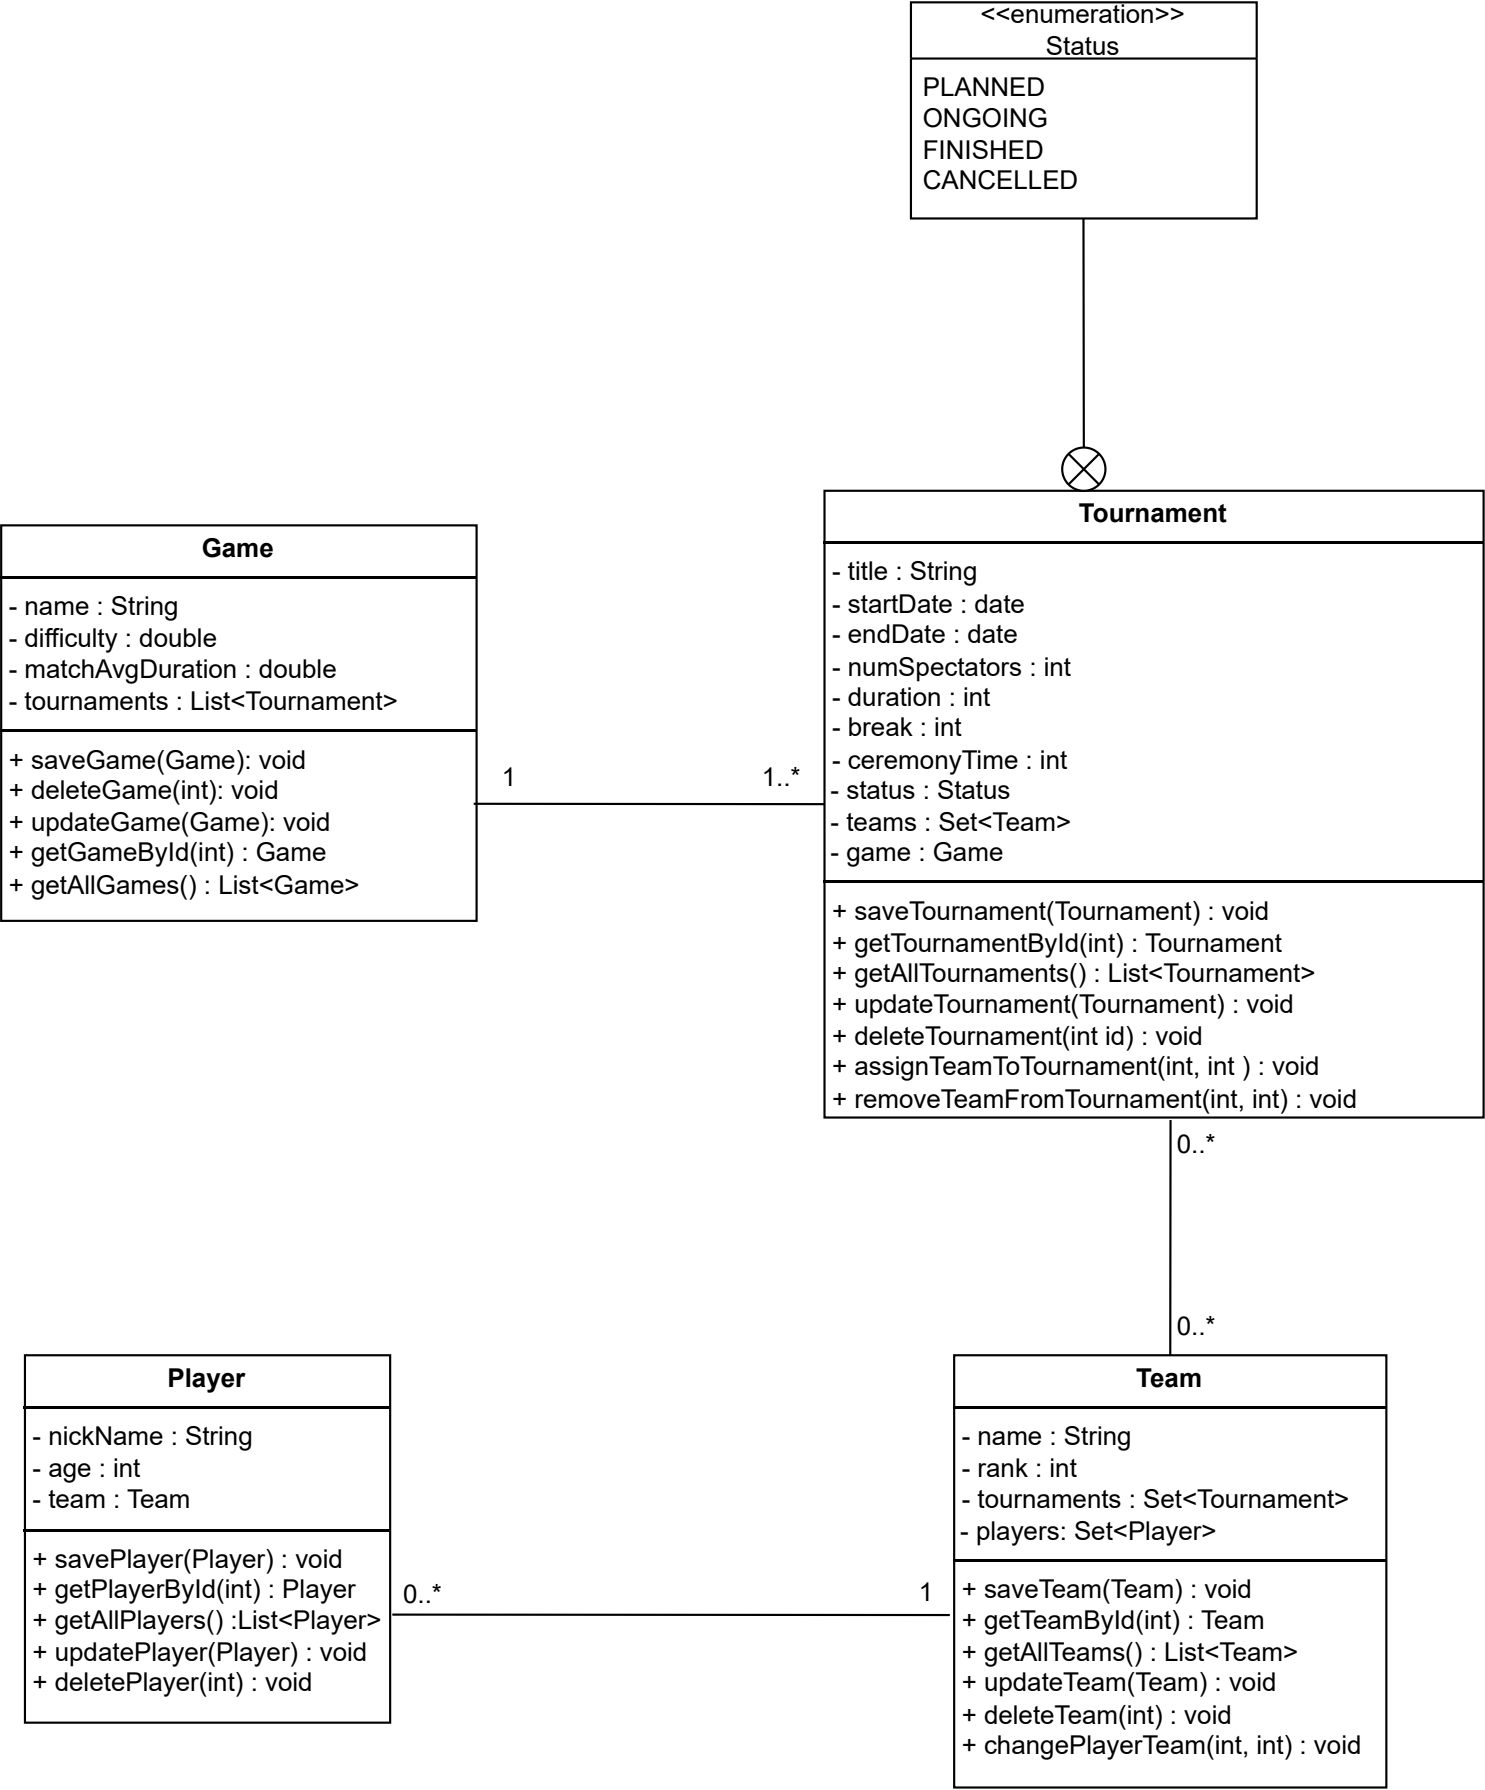 <<enumeration>>
Status
PLANNED
ONGOING
FINISHED
CANCELLED
Game
- name : String
- difficulty : double
- matchAvgDuration : double
- tournaments : List<Tournament>
+ saveGame(Game): void
+ deleteGame(int): void
+ updateGame(Game): void
+ getGameById(int) : Game
+ getAllGames() : List<Game>
1
1..*
Tournament
- title : String
- startDate : date
- endDate : date
- numSpectators : int
- duration : int
- break : int
- ceremonyTime : int
- status : Status
- teams : Set<Team>
- game : Game
+ saveTournament(Tournament) : void
+ getTournamentById(int) : Tournament
+ getAllTournaments() : List<Tournament>
+ updateTournament(Tournament) : void
+ deleteTournament(int id) : void
+ assignTeamToTournament(int, int ) : void
+ removeTeamFromTournament(int, int) : void
0..*
0..*
Player
- nickName : String
- age : int
- team : Team
+ savePlayer(Player) : void
+ getPlayerById(int) : Player
+ getAllPlayers() :List<Player>
+ updatePlayer(Player) : void
+ deletePlayer(int) : void
0..*
1
Team
- name : String
- rank : int
- tournaments : Set<Tournament>
- players: Set<Player>
+ saveTeam(Team) : void
+ getTeamById(int) : Team
+ getAllTeams() : List<Team>
+ updateTeam(Team) : void
+ deleteTeam(int) : void
+ changePlayerTeam(int, int) : void